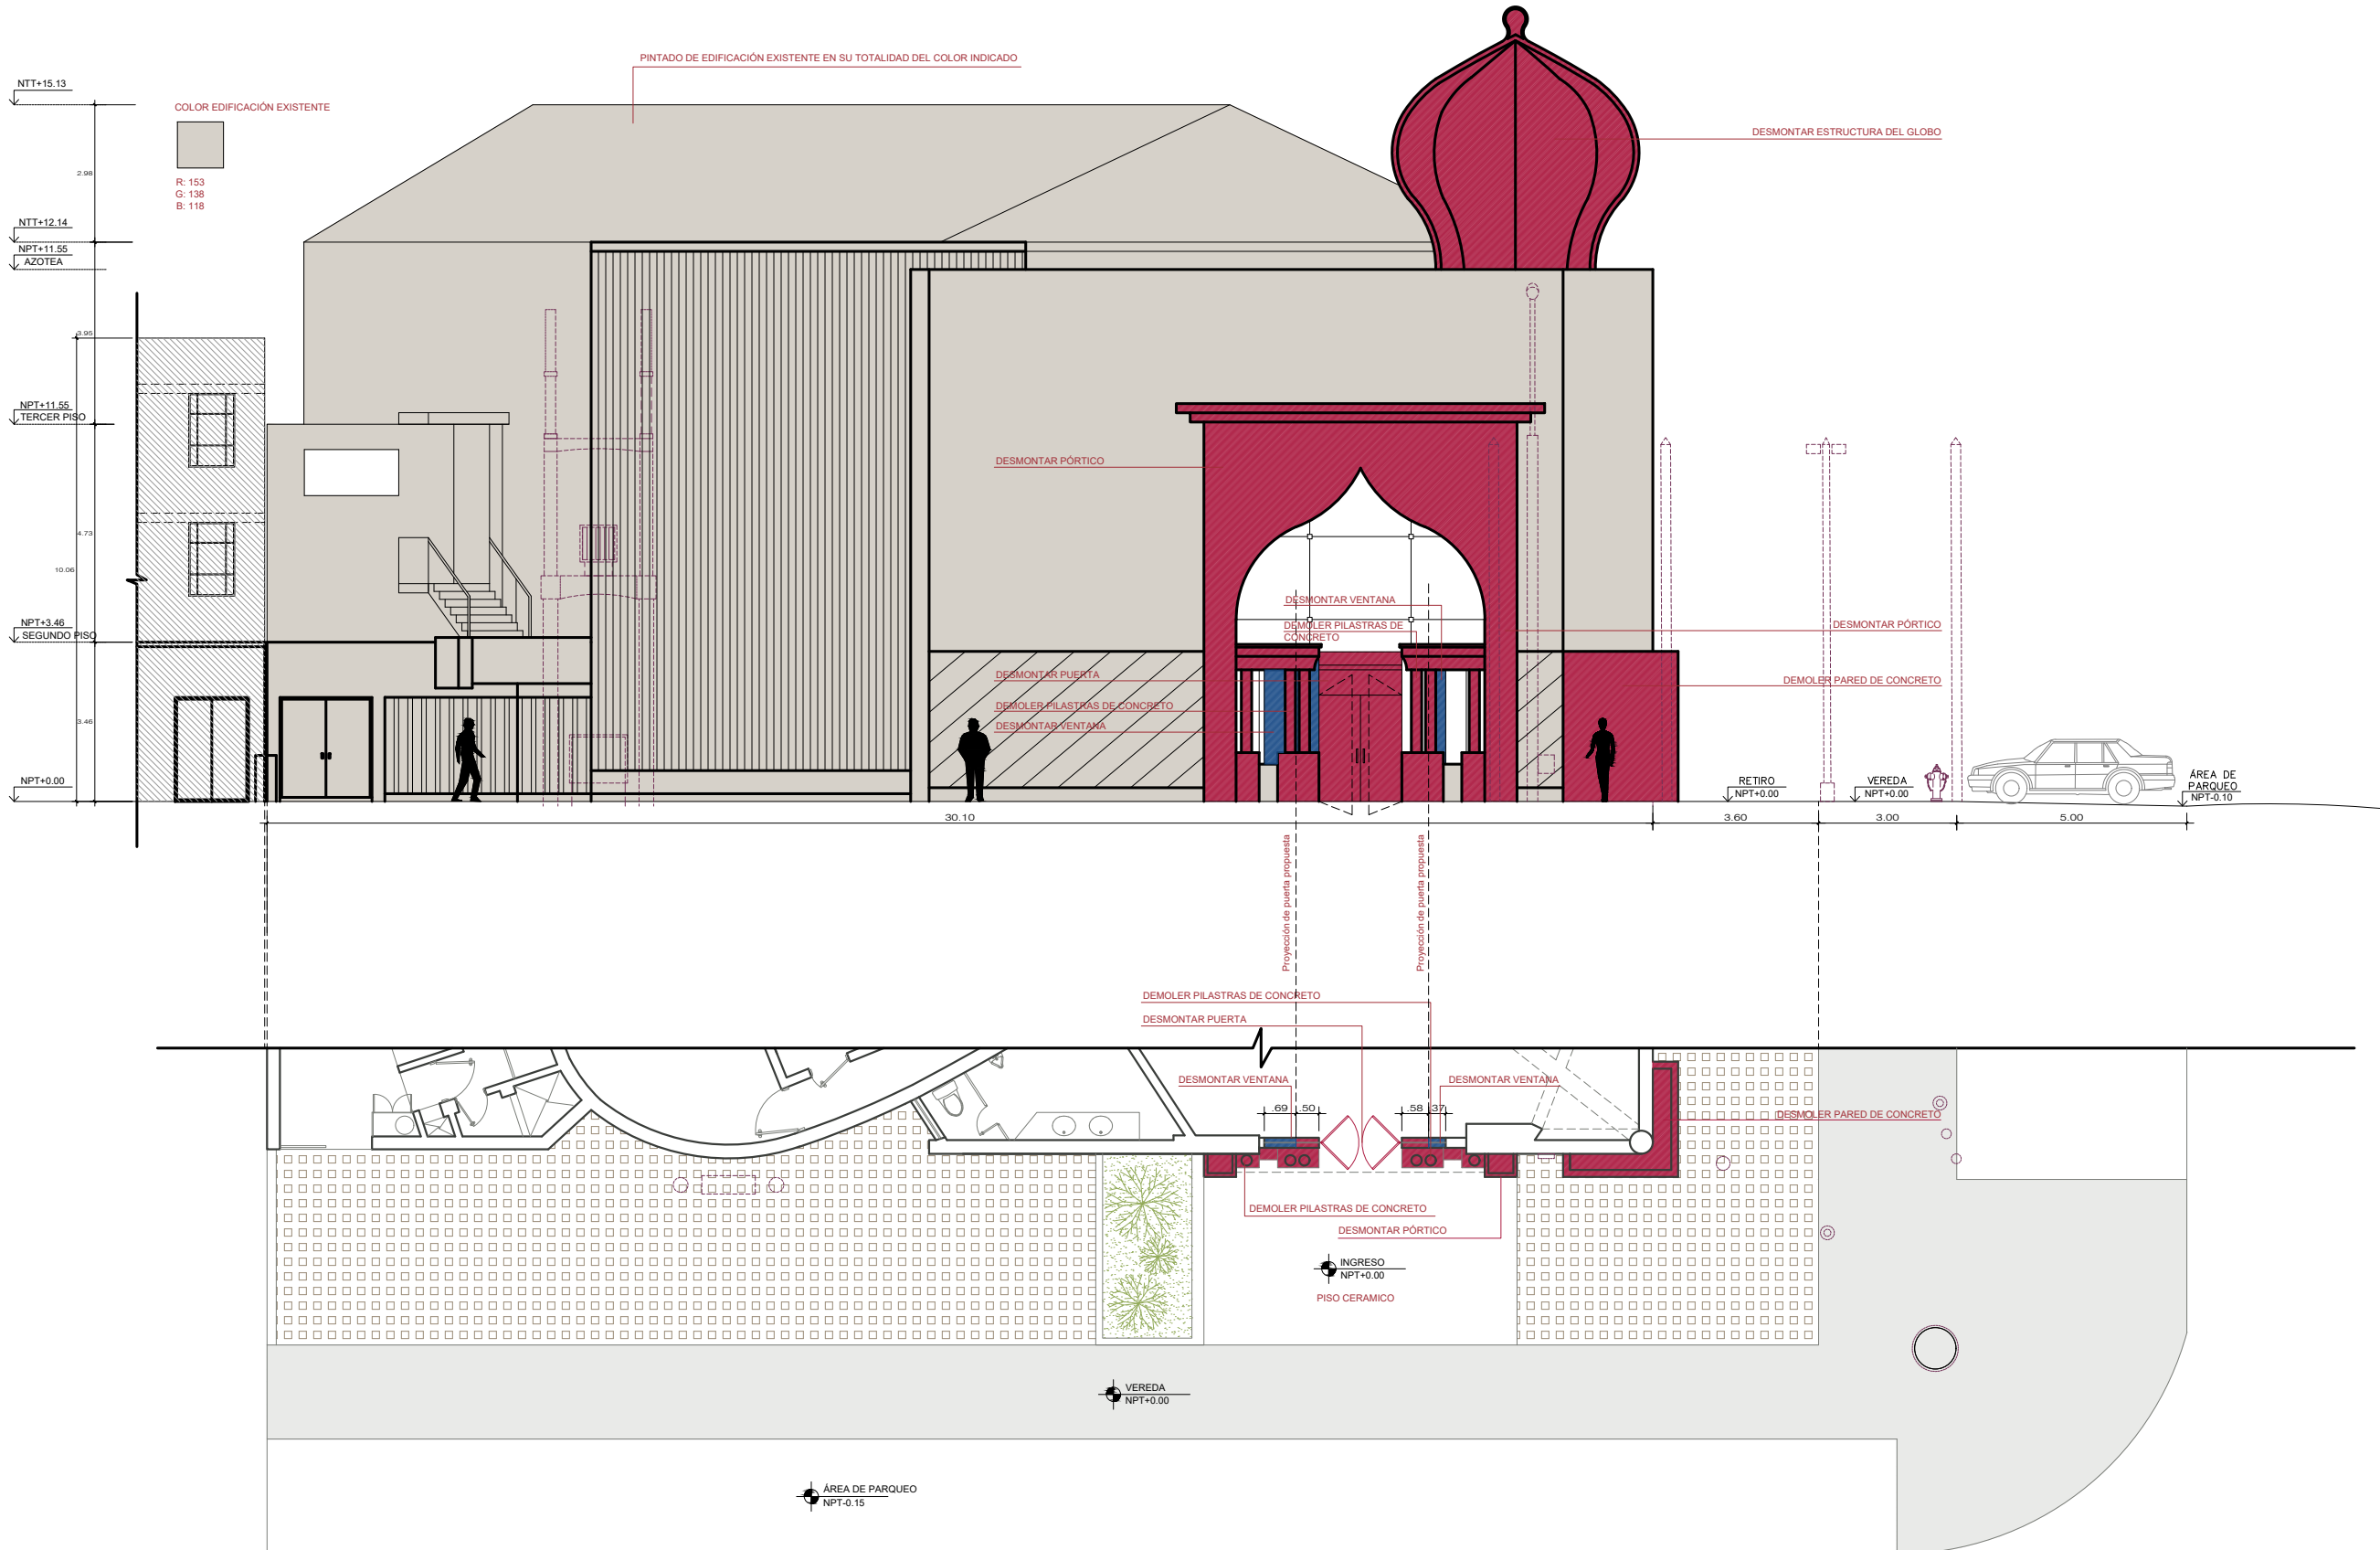 PINTADO DE EDIFICACIÓN EXISTENTE EN SU TOTALIDAD DEL COLOR INDICADO
NTT+15.13
COLOR EDIFICACIÓN EXISTENTE
R: 153
G: 138
B: 118
DESMONTAR ESTRUCTURA DEL GLOBO
2.98
NTT+12.14
NPT+11.55
AZOTEA
3.95
NPT+11.55
TERCER PISO
DESMONTAR PÓRTICO
4.73
10.06
NPT+3.46
SEGUNDO PISO
DESMONTAR VENTANA
DEMOLER PILASTRAS DE
CONCRETO
DESMONTAR PÓRTICO
DESMONTAR PUERTA
DEMOLER PARED DE CONCRETO
DEMOLER PILASTRAS DE CONCRETO
DESMONTAR VENTANA
3.46
NPT+0.00
RETIRO
NPT+0.00
VEREDA
NPT+0.00
ÁREA DE
PARQUEO
NPT-0.10
30.10
3.60
3.00
5.00
Proyección de puerta propuesta
Proyección de puerta propuesta
DEMOLER PILASTRAS DE CONCRETO
DESMONTAR PUERTA
DESMONTAR VENTANA
DESMONTAR VENTANA
.69
.50
.58
.37
DESMOLER PARED DE CONCRETO
DEMOLER PILASTRAS DE CONCRETO
DESMONTAR PÓRTICO
INGRESO
NPT+0.00
PISO CERAMICO
VEREDA
NPT+0.00
ÁREA DE PARQUEO
NPT-0.15